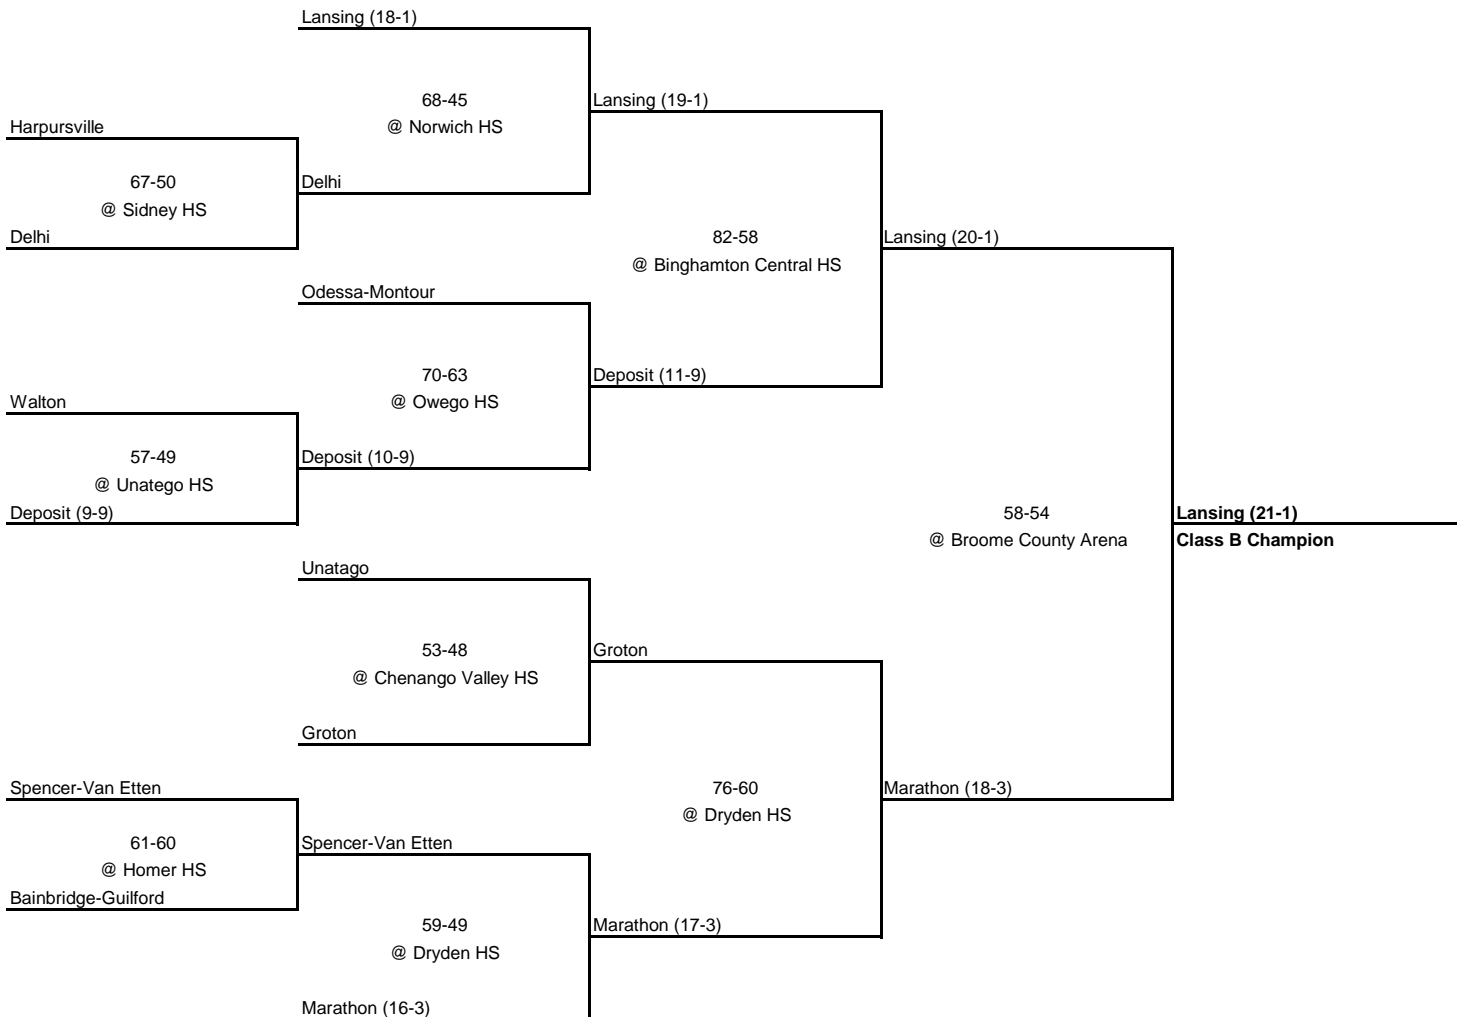 Lansing (18-1)
68-45
@ Norwich HS
Lansing (19-1)
Harpursville
67-50
@ Sidney HS
Delhi
Delhi
82-58
@ Binghamton Central HS
Lansing (20-1)
Odessa-Montour
70-63
@ Owego HS
Deposit (11-9)
Walton
57-49
@ Unatego HS
Deposit (10-9)
Deposit (9-9)
58-54
@ Broome County Arena
Lansing (21-1)
Class B Champion
Unatago
53-48
@ Chenango Valley HS
Groton
Groton
Spencer-Van Etten
76-60
@ Dryden HS
Marathon (18-3)
61-60
@ Homer HS
Spencer-Van Etten
Bainbridge-Guilford
59-49
@ Dryden HS
Marathon (17-3)
Marathon (16-3)